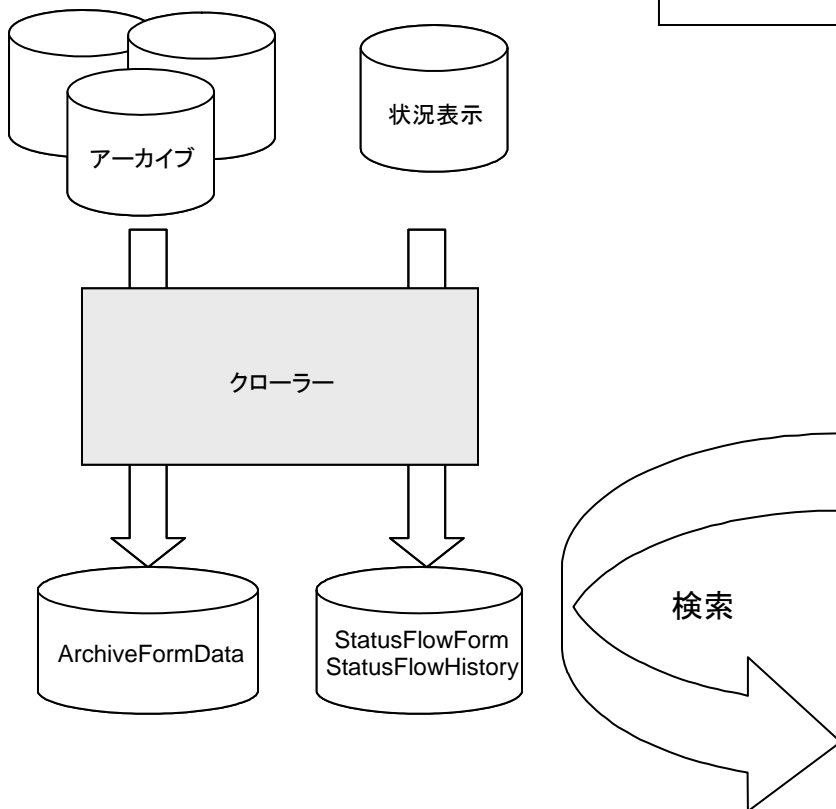 アーカイブ
状況表示
クローラー
ArchiveFormData
StatusFlowForm
StatusFlowHistory
検索